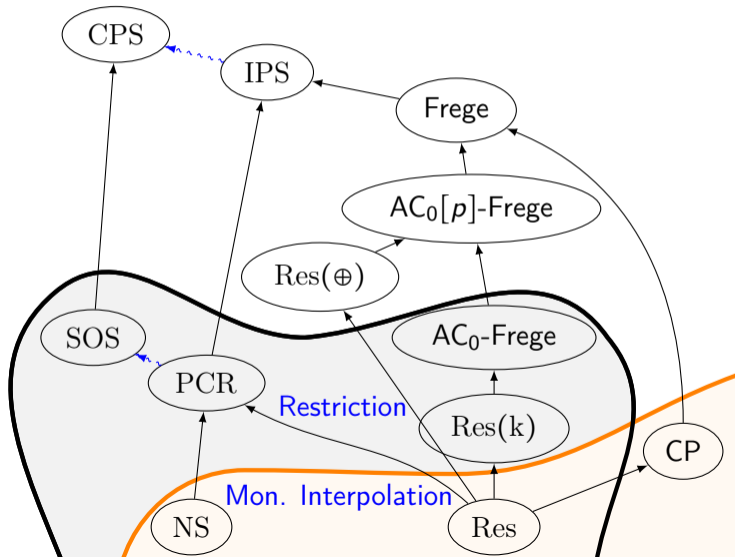 CPS
IPS
Frege
AC₀[p]-Frege
Res(⊕)
SOS
AC₀-Frege
PCR
Restriction
Res(k)
CP
Mon. Interpolation
NS
Res